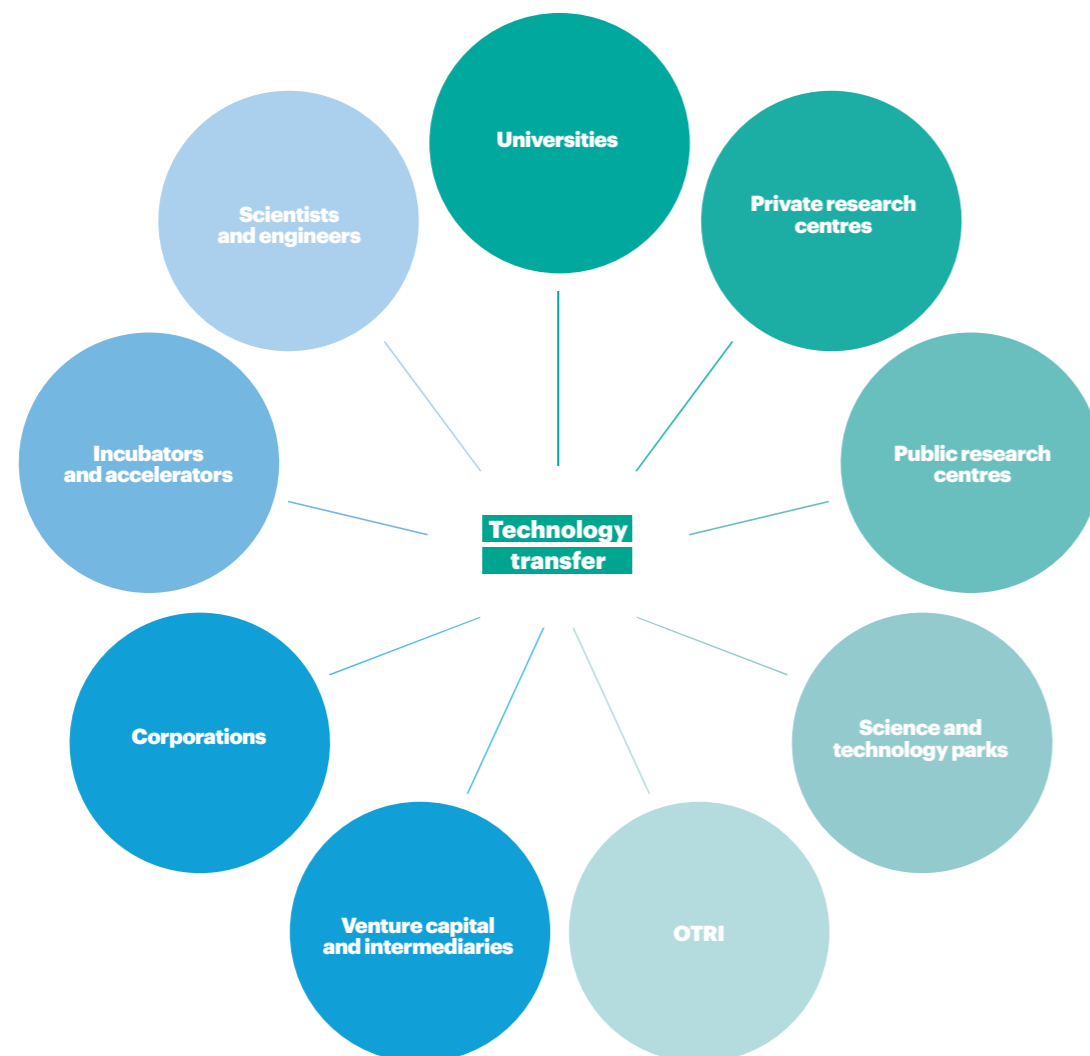 Universities
Private research
centres
Public research
centres
Science and
technology parks
OTRI
Venture capital
and intermediaries
Corporations
Incubators
and accelerators
Scientists
and engineers
Technology
transfer